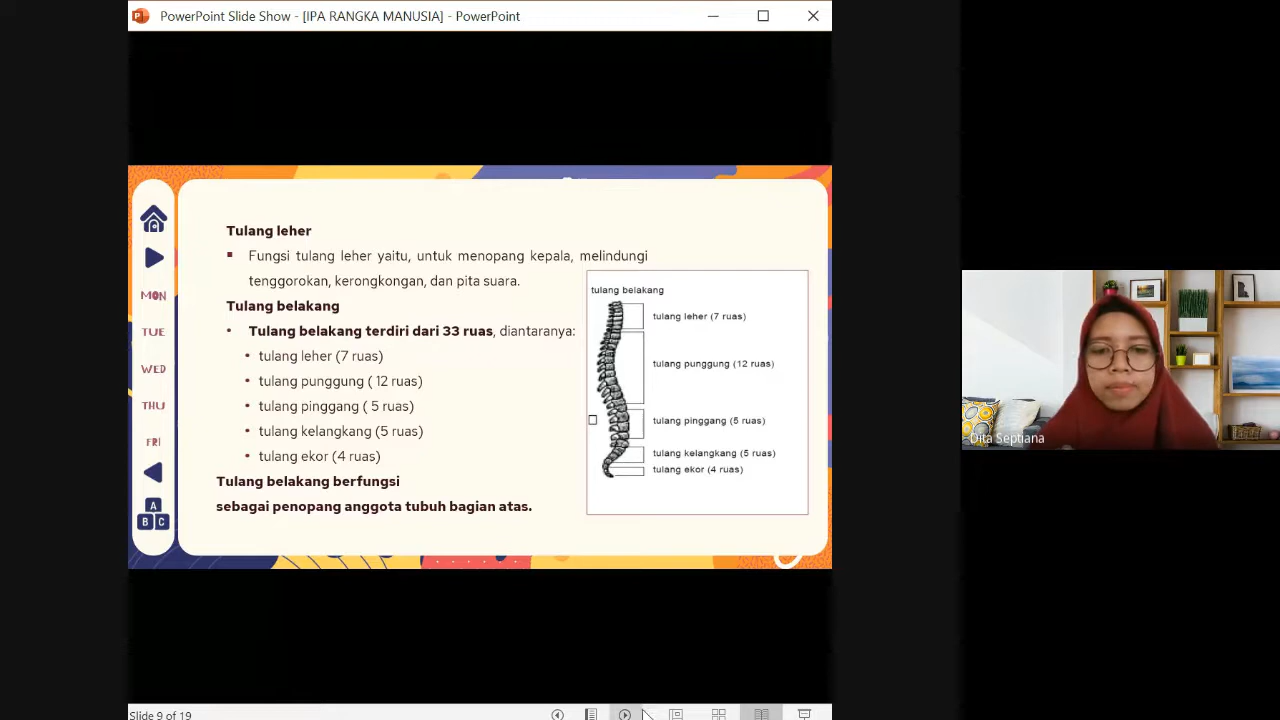 PowerPoint Slide Show - [IPA RANGKA MANUSIA] - PowerPoint
MON
TUE
WED
THU
FRI
A
B C
Tulang leher
▪ Fungsi tulang leher yaitu, untuk menopang kepala, melindungi
tenggorokan, kerongkongan, dan pita suara.
Tulang belakang
• Tulang belakang terdiri dari 33 ruas, diantaranya:
• tulang leher (7 ruas)
• tulang punggung ( 12 ruas)
• tulang pinggang ( 5 ruas)
• tulang kelangkang (5 ruas)
• tulang ekor (4 ruas)
Tulang belakang berfungsi
sebagai penopang anggota tubuh bagian atas.
tulang belakang
tulang leher (7 ruas)
tulang punggung (12 ruas)
tulang pinggang (5 ruas)
tulang kelangkang (5 ruas)
tulang ekor (4 ruas)
Dita Septiana
Slide 9 of 19